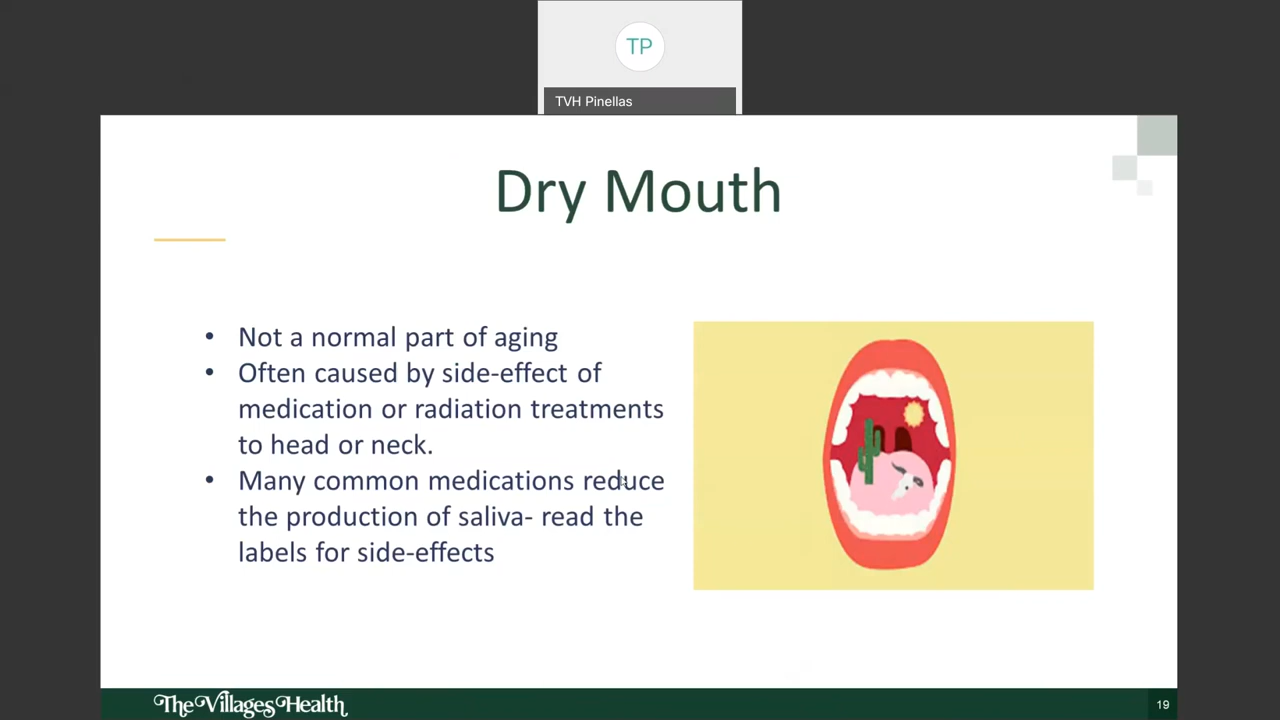 TP
TVH Pinellas
Dry Mouth
• Not a normal part of aging
• Often caused by side-effect of
medication or radiation treatments
to head or neck.
• Many common medications reduce
the production of saliva- read the
labels for side-effects
The Villages Health
19